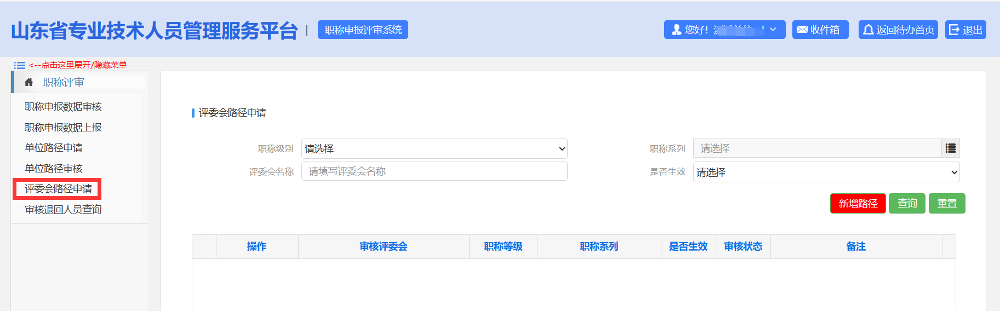 山东省专业技术人员管理服务平台 | 职称申报评审系统
您好! ! 收件箱 返回待办首页 退出
<--点击这里展开/隐藏菜单
职称评审
职称申报数据审核
职称申报数据上报
单位路径申请
单位路径审核
评委会路径申请
审核退回人员查询
评委会路径申请
职称级别 请选择 职称系列 请选择
评委会名称 请填写评委会名称 是否生效 请选择
新增路径 查询 重置
操作 审核评委会 职称等级 职称系列 是否生效 审核状态 备注